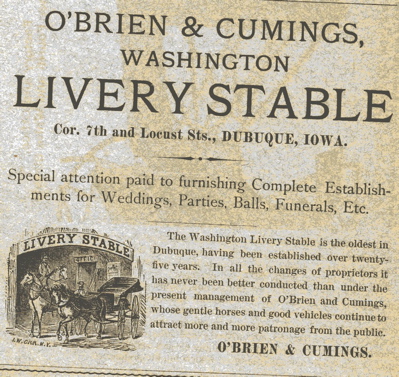 O'BRIEN & CUMINGS,
WASHINGTON
LIVERY STABLE
Cor. 7th and Locust Sts., DUBUQUE, IOWA.
Special attention paid to furnishing Complete Establish-
ments for Weddings, Parties, Balls, Funerals, Etc.
LIVERY STABLE
The Washington Livery Stable is the oldest in
Dubuque, having been established over twenty-
five years. In all the changes of proprietors it
has never been better conducted than under the
present management of O'Brien and Cumings,
whose gentle horses and good vehicles continue to
attract more and more patronage from the public.
O'BRIEN & CUMINGS.